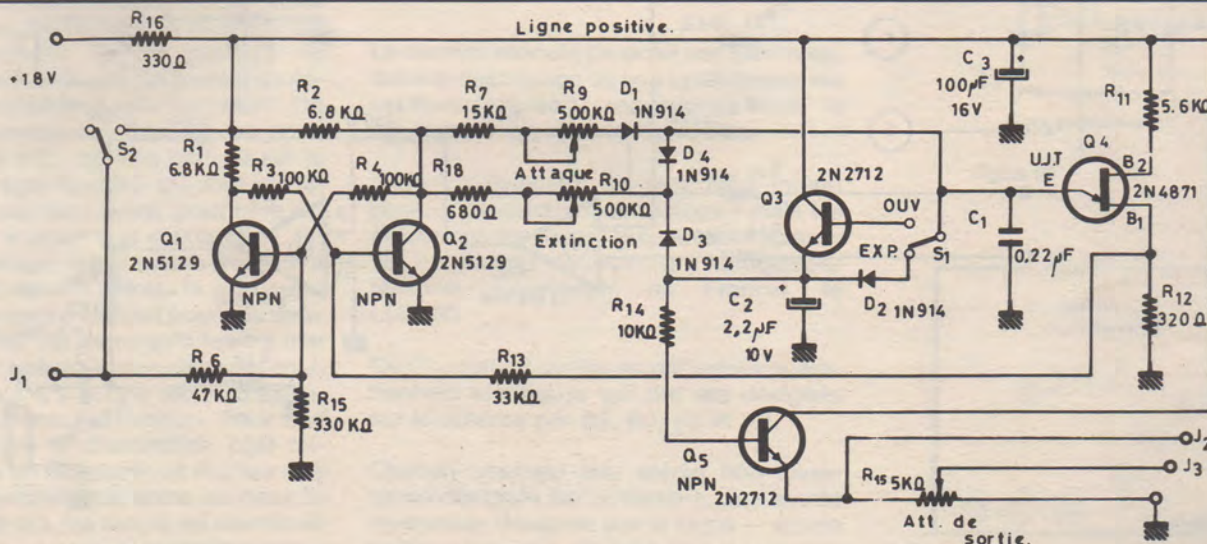 R16
330Ω
+18V
Ligne positive.
R2
6.8KΩ
R7
15KΩ
R9
500KΩ
D1
1N914
C3
+
100µF
16V
R11
5.6KΩ
S2
R1
6.8KΩ
R3
100KΩ
R4
100KΩ
R18
680Ω
Attaque
R10
500KΩ
Extinction
D4
1N914
D3
1N914
2N2712
Q3
OUV
EXP.
S1
D2 1N914
C1
0,22µF
U.J.T
E
Q4
B2
2N4871
B1
Q1
2N5129
NPN
Q2
2N5129
NPN
R14
10KΩ
+
C2
2,2µF
10V
R12
320Ω
J1
R6
47KΩ
R15
330KΩ
R13
33KΩ
Q5
NPN
2N2712
R15 5KΩ
Att. de
sortie.
J2
J3